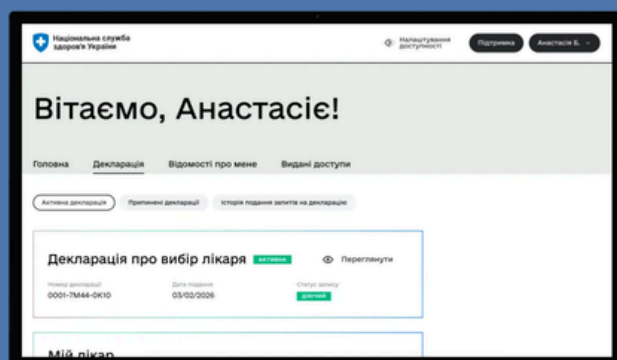 Національна служба
здоров'я України
Налаштування
доступності
Підтримка
Анастасія Б.
Вітаємо, Анастасіє!
Головна
Декларація
Відомості про мене
Видані доступи
Активна декларація
Припинені декларації
Історія подання запитів на декларацію
Декларація про вибір лікаря
АКТИВНА
Переглянути
Номер декларації
Дата подання
Статус запису
0001-7M44-0K10
03/02/2026
ДІЮЧИЙ
Мій лікар